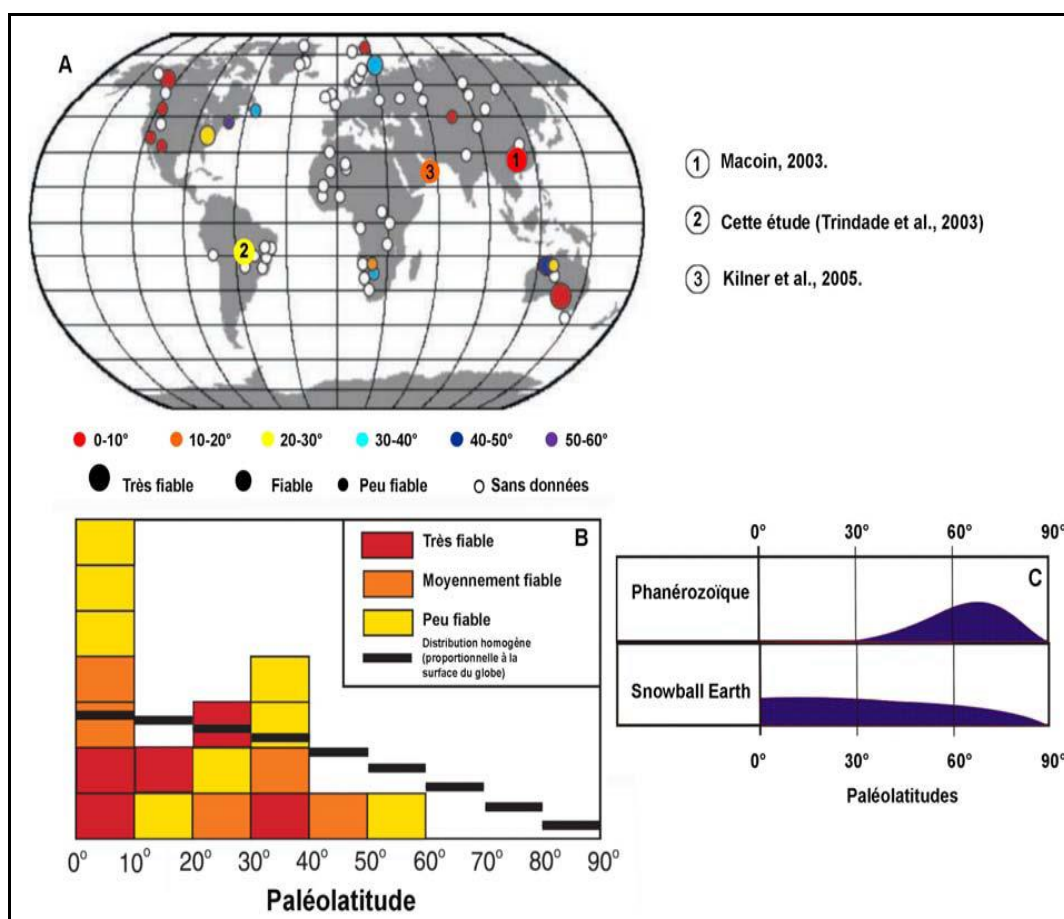 A
1
2
3
1 Macoin, 2003.
2 Cette étude (Trindade et al., 2003)
3 Kilner et al., 2005.
0-10° 10-20° 20-30° 30-40° 40-50° 50-60°
Très fiable Fiable Peu fiable Sans données
B
Très fiable
Moyennement fiable
Peu fiable
Distribution homogène
(proportionnelle à la
surface du globe)
0° 10° 20° 30° 40° 50° 60° 70° 80° 90°
Paléolatitude
0° 30° 60° 90°
C
Phanérozoïque
Snowball Earth
0° 30° 60° 90°
Paléolatitudes